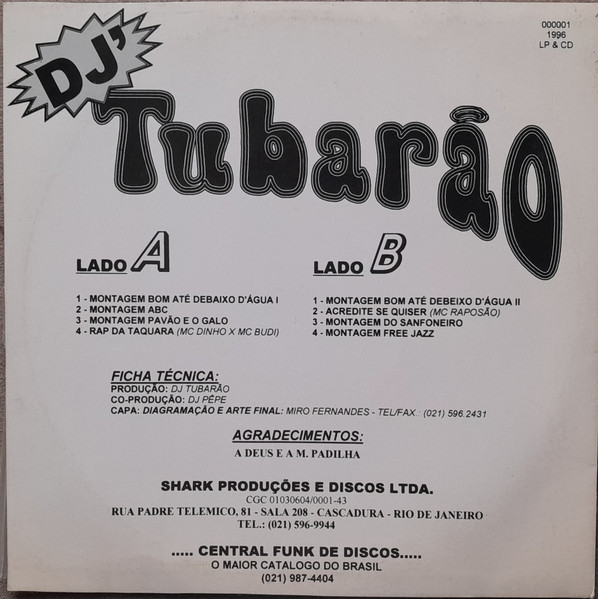 000001
1996
LP & CD
DJ'
Tubarão
LADO A
1 - MONTAGEM BOM ATÉ DEBAIXO D'ÁGUA I
2 - MONTAGEM ABC
3 - MONTAGEM PAVÃO E O GALO
4 - RAP DA TAQUARA (MC DINHO X MC BUDI)
LADO B
1 - MONTAGEM BOM ATÉ DEBEIXO D'ÁGUA II
2 - ACREDITE SE QUISER (MC RAPOSÃO)
3 - MONTAGEM DO SANFONEIRO
4 - MONTAGEM FREE JAZZ
FICHA TÉCNICA:
PRODUÇÃO: DJ TUBARÃO
CO-PRODUÇÃO: DJ PÊPE
CAPA: DIAGRAMAÇÃO E ARTE FINAL: MIRO FERNANDES - TEL/FAX.: (021) 596.2431
AGRADECIMENTOS:
A DEUS E A M. PADILHA
SHARK PRODUÇÕES E DISCOS LTDA.
CGC 01030604/0001-43
RUA PADRE TELEMICO, 81 - SALA 208 - CASCADURA - RIO DE JANEIRO
TEL.: (021) 596-9944
..... CENTRAL FUNK DE DISCOS.....
O MAIOR CATALOGO DO BRASIL
(021) 987-4404